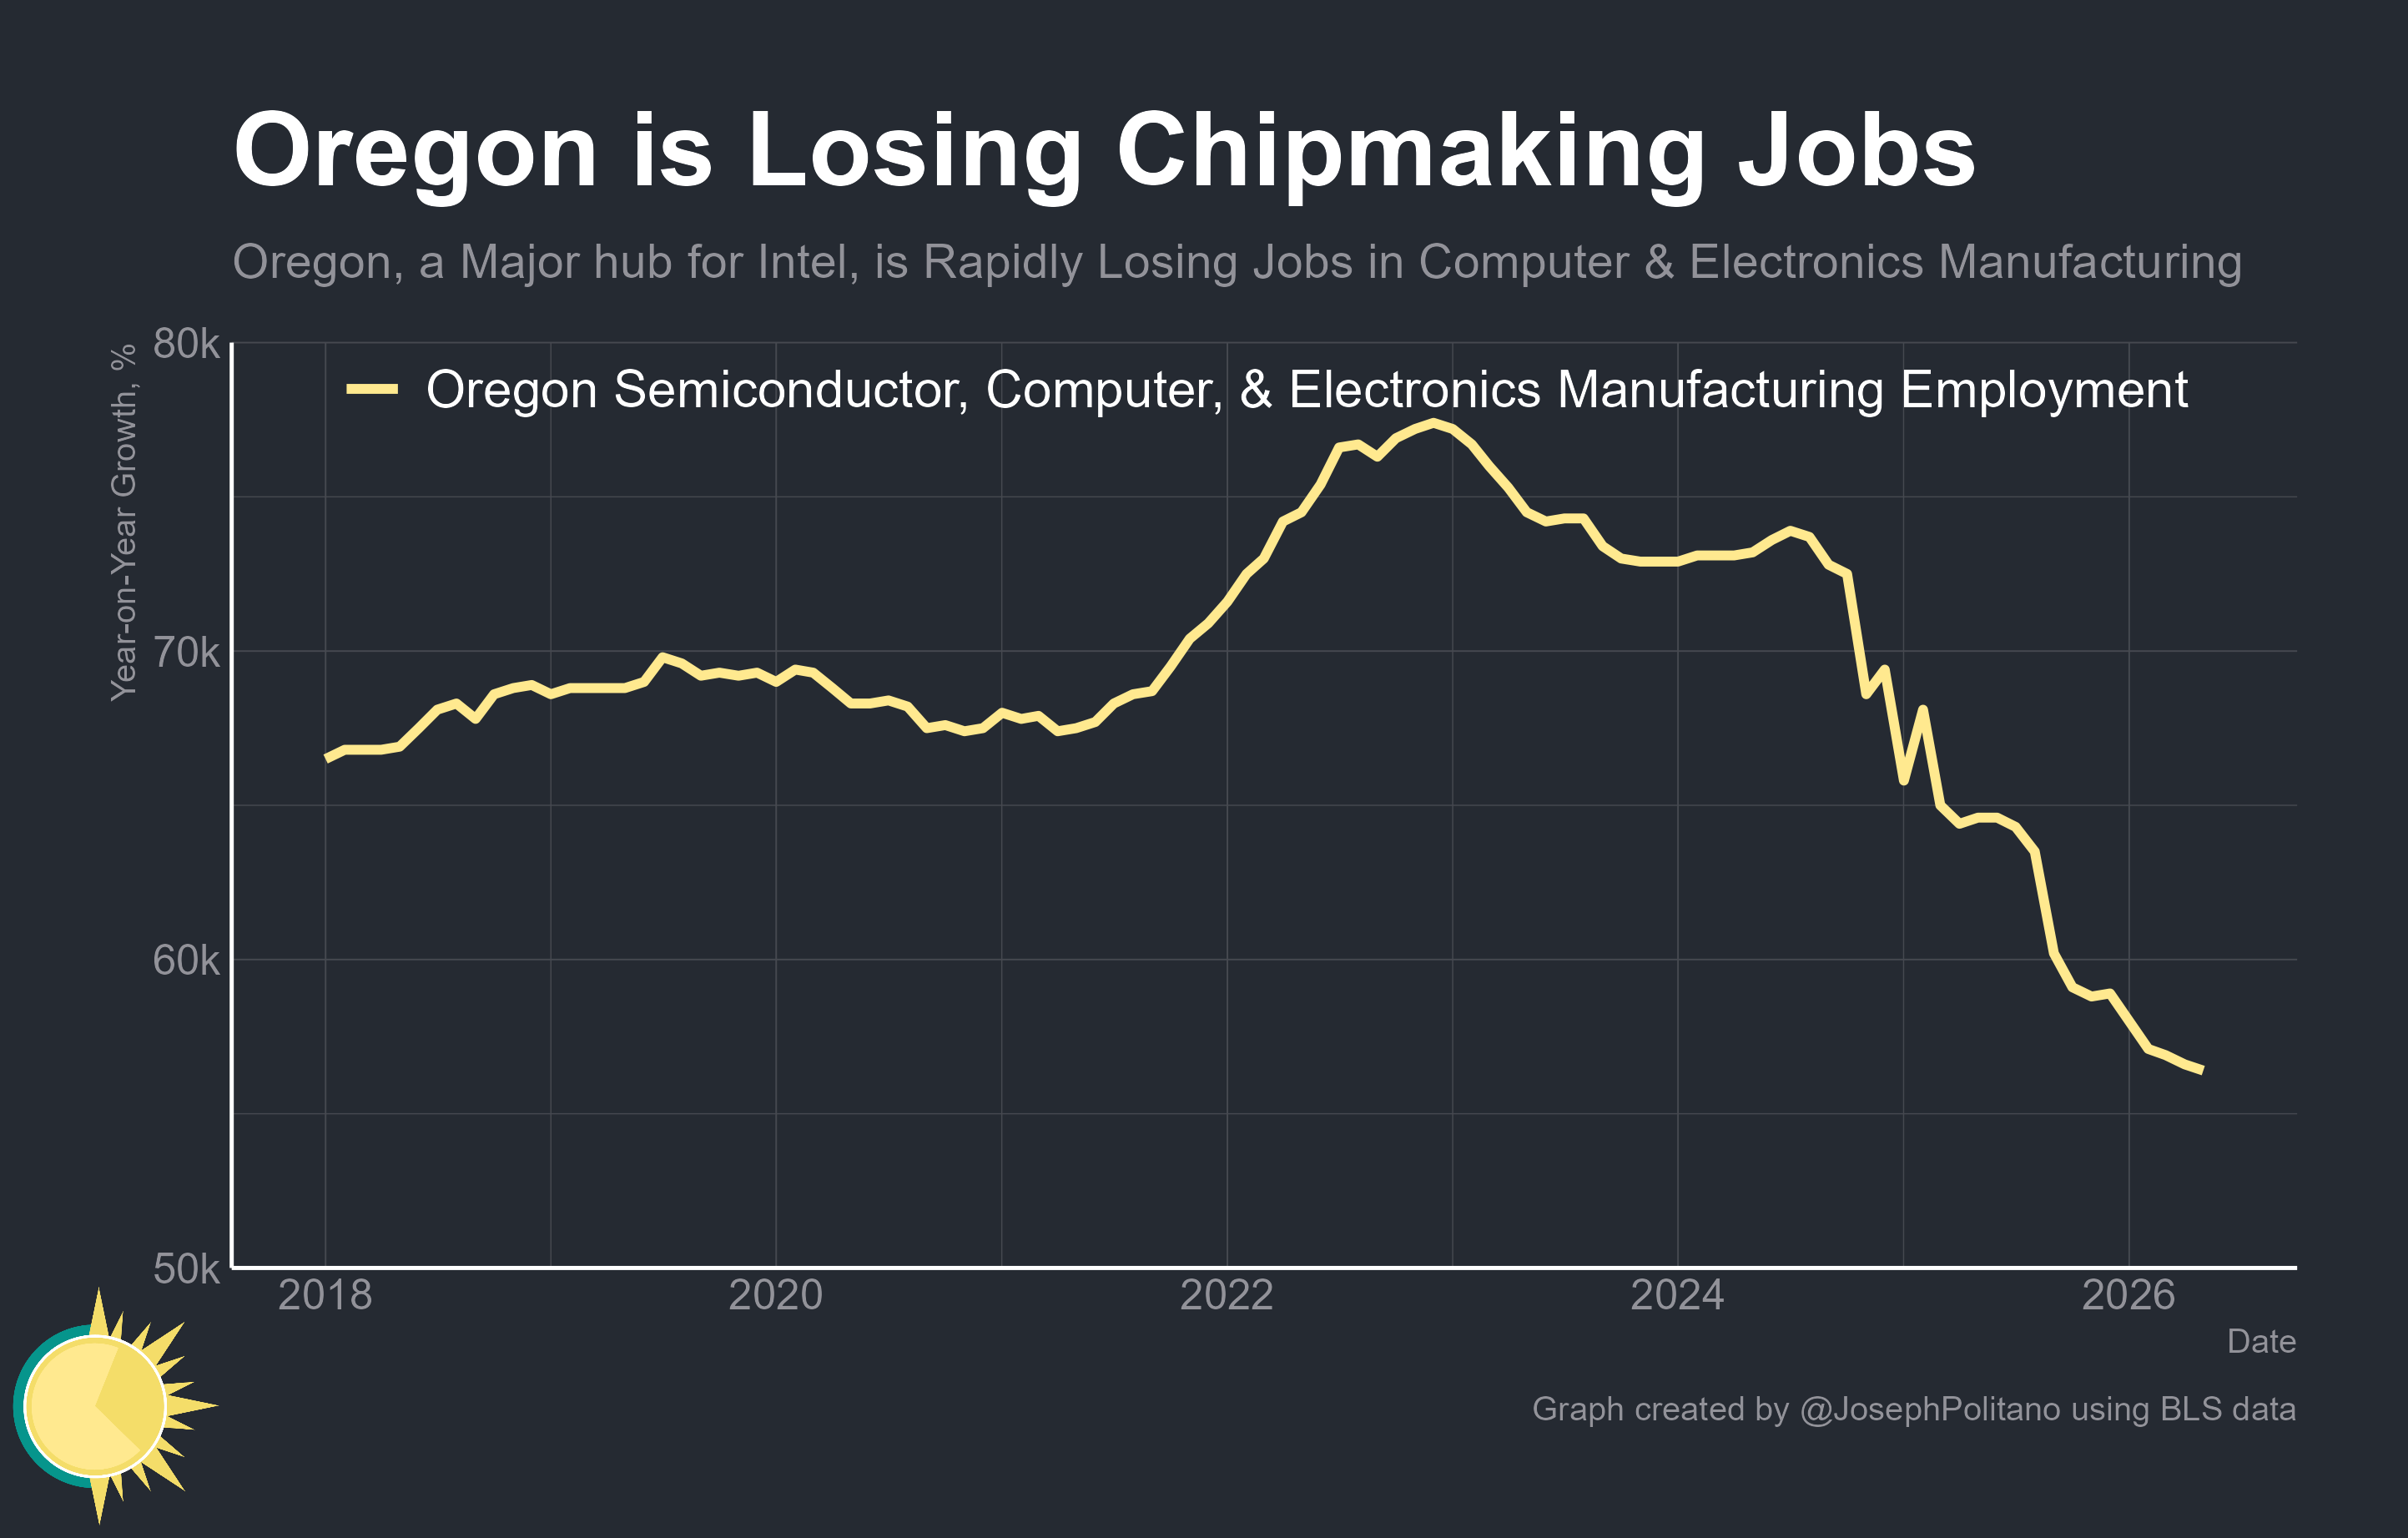 Oregon is Losing Chipmaking Jobs
Oregon, a Major hub for Intel, is Rapidly Losing Jobs in Computer & Electronics Manufacturing
Year-on-Year Growth, %
80k
70k
60k
50k
Oregon Semiconductor, Computer, & Electronics Manufacturing Employment
2018
2020
2022
2024
2026
Date
Graph created by @JosephPolitano using BLS data